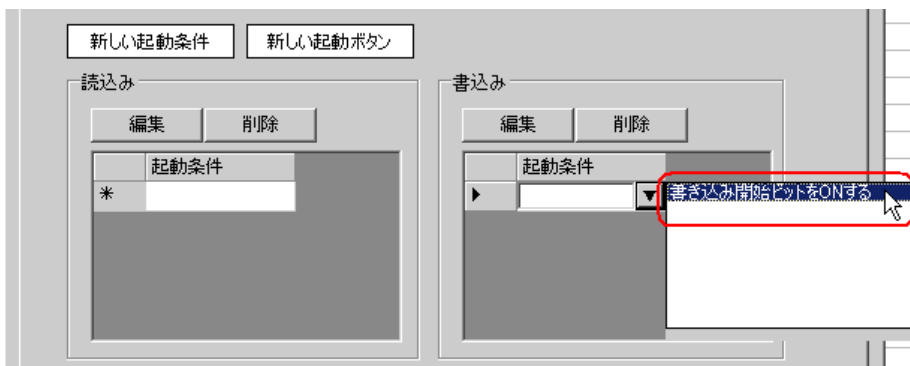 新しい起動条件 新しい起動ボタン
読込み
編集 削除
起動条件
*
書込み
編集 削除
起動条件
書き込み開始ビットをONする